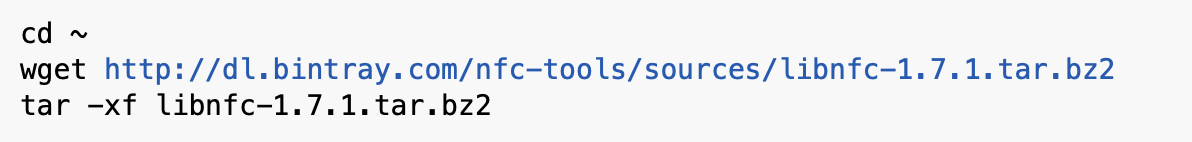 cd ~
wget http://dl.bintray.com/nfc-tools/sources/libnfc-1.7.1.tar.bz2
tar -xf libnfc-1.7.1.tar.bz2